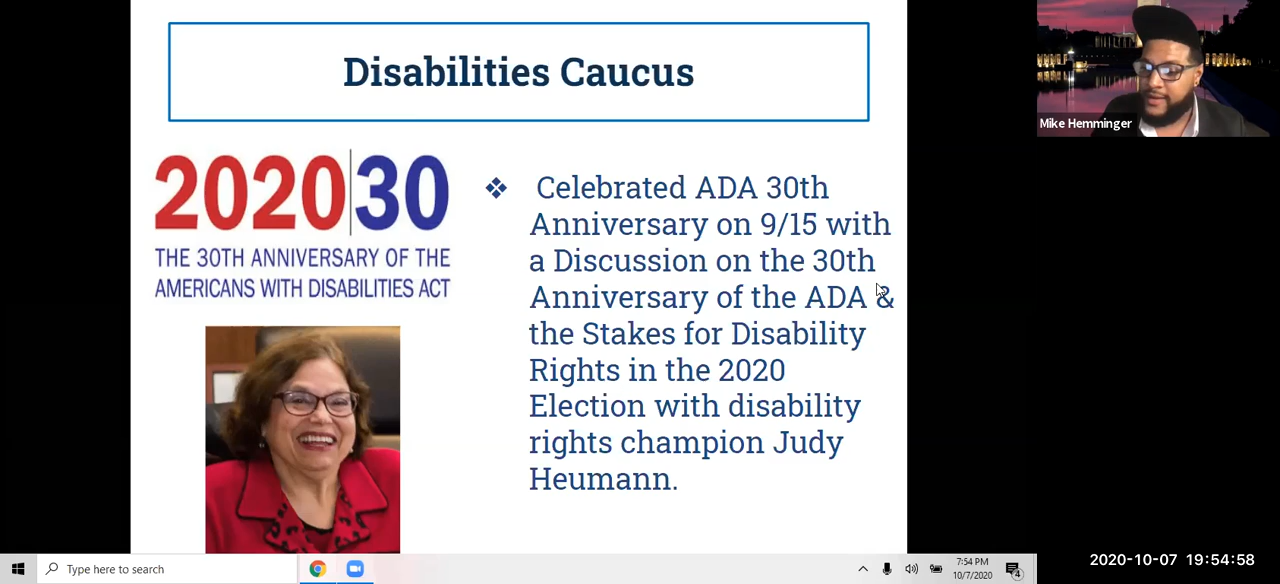 Disabilities Caucus
2020|30
THE 30TH ANNIVERSARY OF THE
AMERICANS WITH DISABILITIES ACT
❖ Celebrated ADA 30th
Anniversary on 9/15 with
a Discussion on the 30th
Anniversary of the ADA &
the Stakes for Disability
Rights in the 2020
Election with disability
rights champion Judy
Heumann.
Mike Hemminger
Type here to search
7:54 PM
10/7/2020
4
2020-10-07 19:54:58